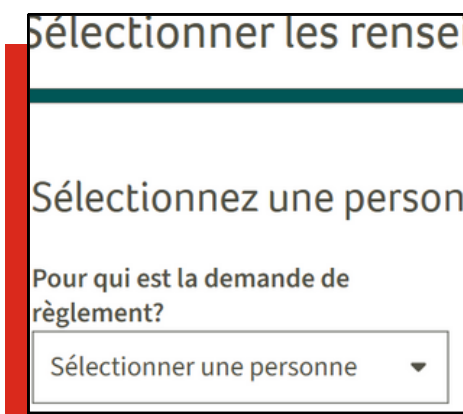 Sélectionner les rense
Sélectionnez une person
Pour qui est la demande de
règlement?
Sélectionner une personne